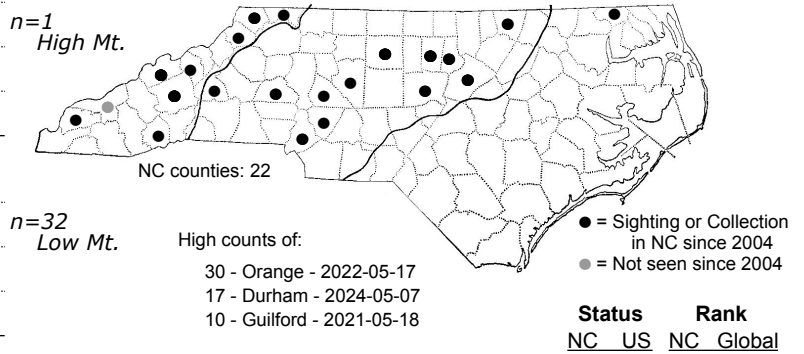 n=1
High Mt.
NC counties: 22
n=32
Low Mt.
High counts of:
30 - Orange - 2022-05-17
17 - Durham - 2024-05-07
10 - Guilford - 2021-05-18
● = Sighting or Collection
in NC since 2004
● = Not seen since 2004
Status Rank
NC US NC Global